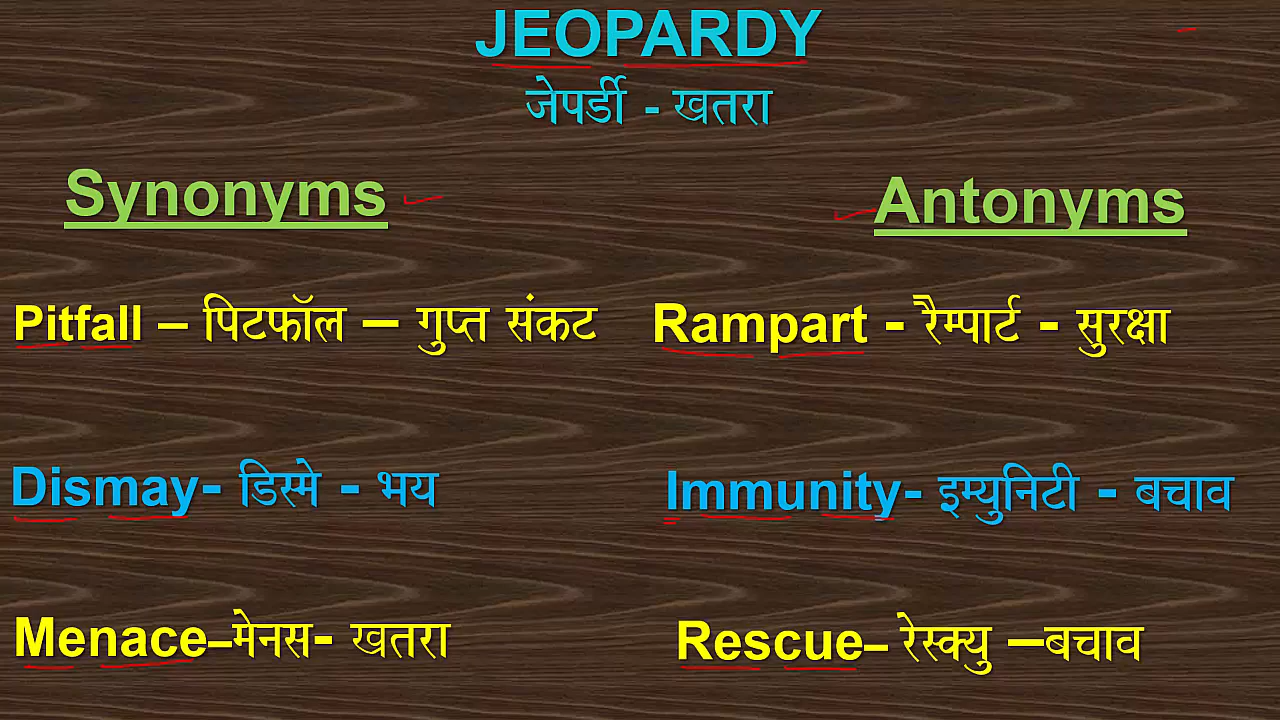 JEOPARDY
जेपर्डी - खतरा
Synonyms
Antonyms
Pitfall – पिटफॉल – गुप्त संकट
Rampart - रैम्पार्ट - सुरक्षा
Dismay- डिस्मे - भय
Immunity- इम्युनिटी - बचाव
Menace–मेनस- खतरा
Rescue– रेस्क्यु –बचाव